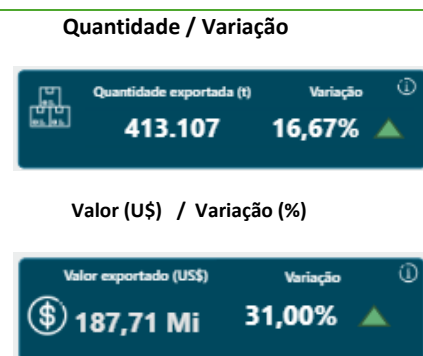 Quantidade / Variação
Quantidade exportada (t) Variação
413.107 16,67%
Valor (U$) / Variação (%)
Valor exportado (US$) Variação
187,71 Mi 31,00%